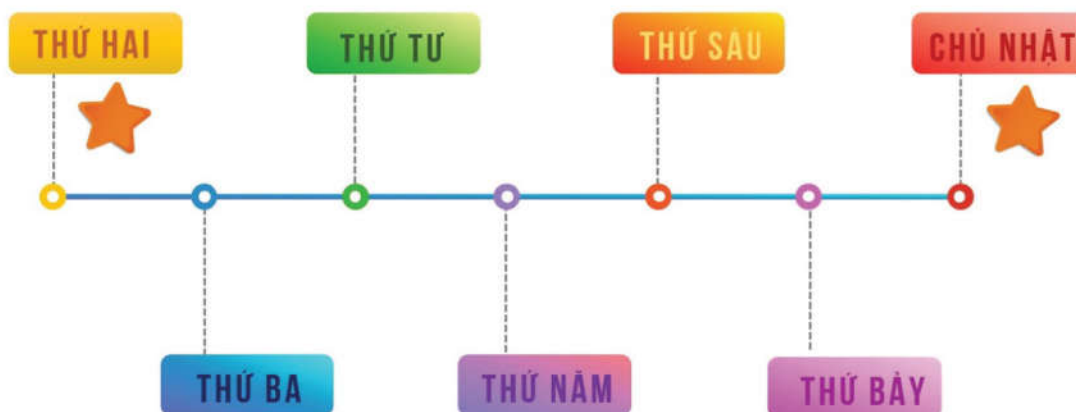 THỨ HAI
THỨ TƯ
THỨ SÁU
CHỦ NHẬT
THỨ BA
THỨ NĂM
THỨ BẢY